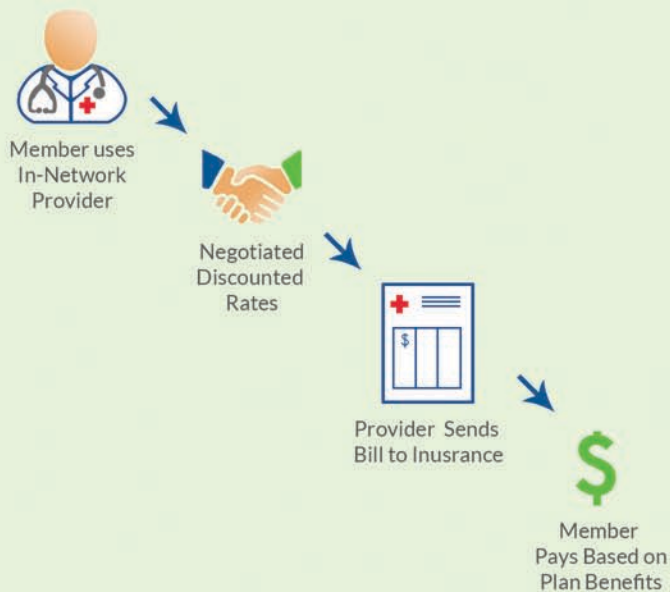 Member uses
In-Network
Provider
Negotiated
Discounted
Rates
$
Provider Sends
Bill to Inusrance
$
Member
Pays Based on
Plan Benefits